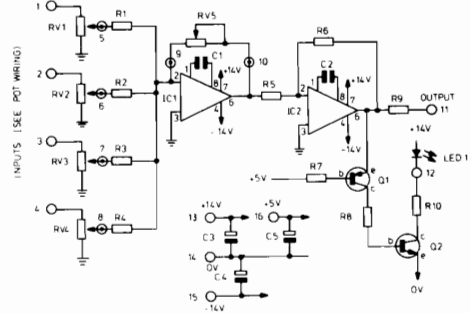 INPUTS (SEE POT WIRING)
1
RV1
5
R1
2
RV2
6
R2
3
RV3
7
R3
4
RV4
8
R4
9
RV5
10
C1
1
8
+14V
2
7
IC1
6
3
4
-14V
R5
R6
C2
1
8
+14V
2
7
IC2
6
3
4
-14V
R9
OUTPUT
11
+14V
LED 1
12
R10
+5V
R7
b
e
Q1
c
R8
b
c
Q2
e
0V
13
+14V
16
+5V
C3
C5
14
0V
C4
15
-14V